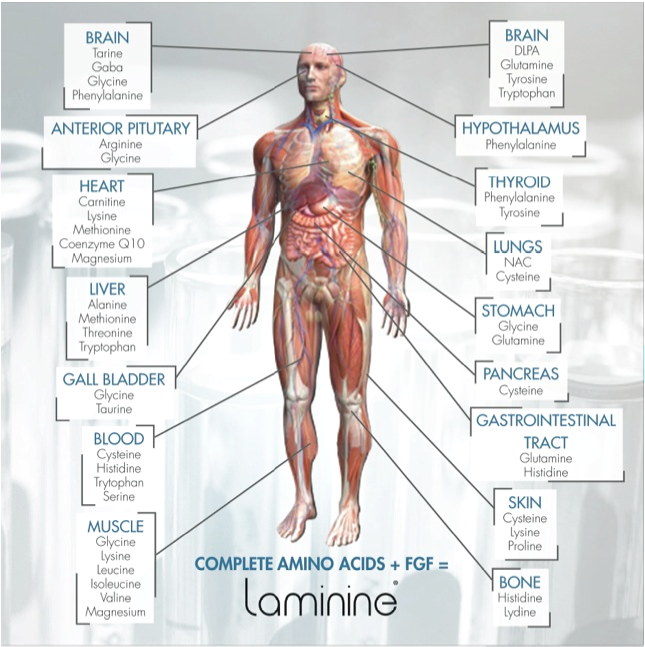 BRAIN
Tarine
Gaba
Glycine
Phenylalanine
ANTERIOR PITUTARY
Arginine
Glycine
HEART
Carnitine
Lysine
Methionine
Coenzyme Q10
Magnesium
LIVER
Alanine
Methionine
Threonine
Tryptophan
GALL BLADDER
Glycine
Taurine
BLOOD
Cysteine
Histidine
Trytophan
Serine
MUSCLE
Glycine
Lysine
Leucine
Isoleucine
Valine
Magnesium
BRAIN
DLPA
Glutamine
Tyrosine
Tryptophan
HYPOTHALAMUS
Phenylalanine
THYROID
Phenylalanine
Tyrosine
LUNGS
NAC
Cysteine
STOMACH
Glycine
Glutamine
PANCREAS
Cysteine
GASTROINTESTINAL
TRACT
Glutamine
Histidine
SKIN
Cysteine
Lysine
Proline
BONE
Histidine
Lydine
COMPLETE AMINO ACIDS + FGF =
Laminine®